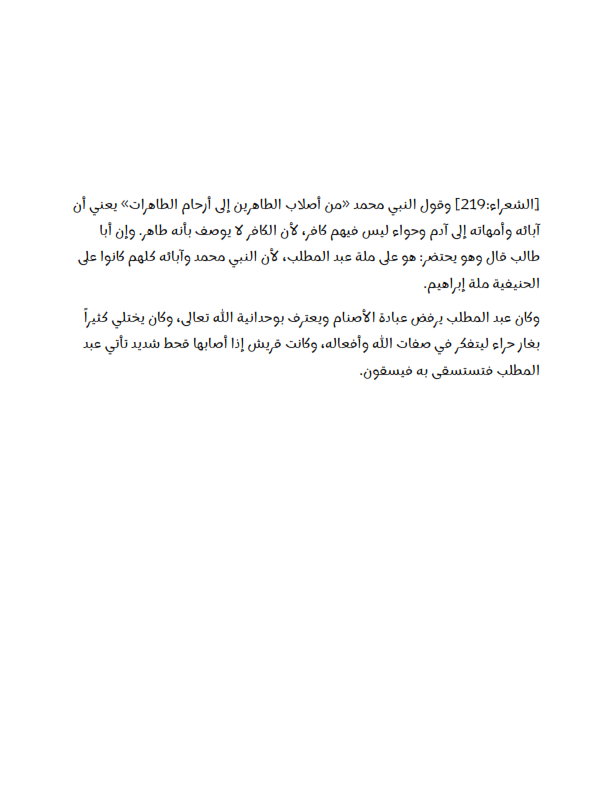 [الشعراء:219] وقول النبي محمد «من أصلاب الطاهرين إلى أرحام الطاهرات» يعني أن
آبائه وأمهاته إلى آدم وحواء ليس فيهم كافر، لأن الكافر لا يوصف بأنه طاهر. وإن أبا
طالب قال وهو يحتضر: هو على ملة عبد المطلب، لأن النبي محمد وآبائه كلهم كانوا على
الحنيفية ملة إبراهيم.
وكان عبد المطلب يرفض عبادة الأصنام ويعترف بوحدانية الله تعالى، وكان يختلي كثيراً
بغار حراء ليتفكر في صفات الله وأفعاله، وكانت قريش إذا أصابها قحط شديد تأتي عبد
المطلب فتستسقى به فيسقون.